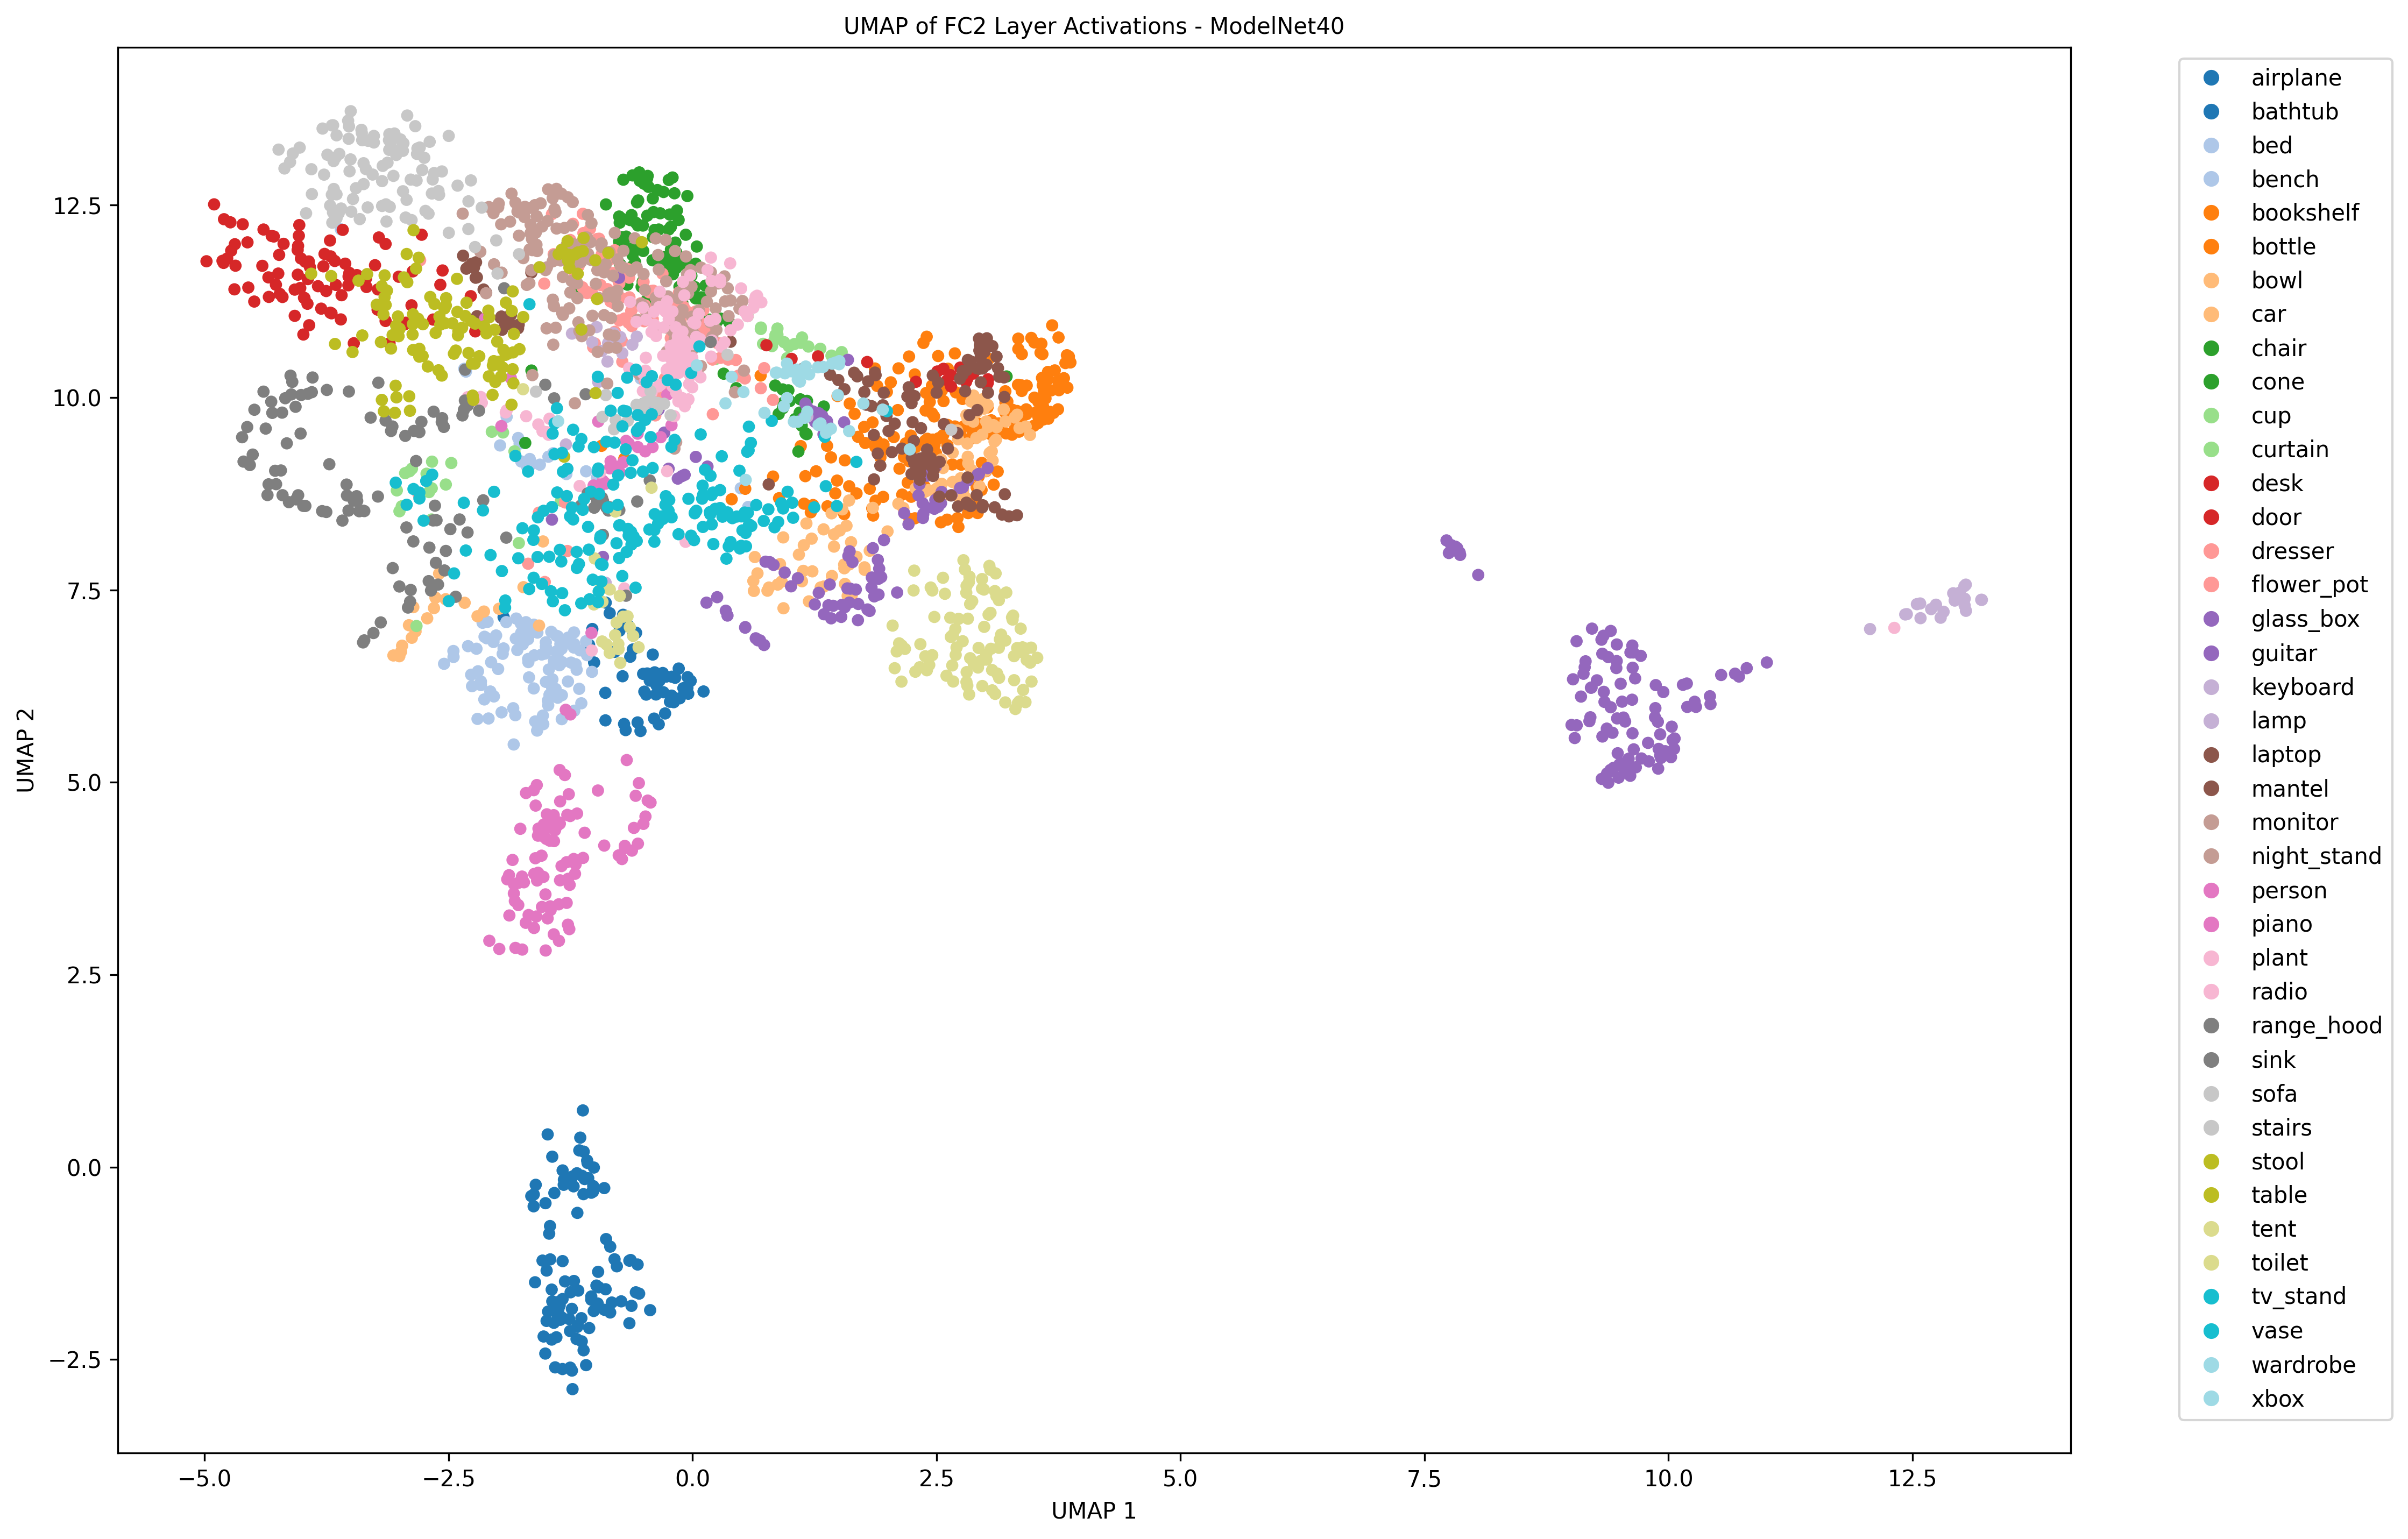 UMAP of FC2 Layer Activations - ModelNet40
12.5
10.0
7.5
5.0
2.5
0.0
−2.5
UMAP 2
−5.0
−2.5
0.0
2.5
5.0
7.5
10.0
12.5
UMAP 1
airplane
bathtub
bed
bench
bookshelf
bottle
bowl
car
chair
cone
cup
curtain
desk
door
dresser
flower_pot
glass_box
guitar
keyboard
lamp
laptop
mantel
monitor
night_stand
person
piano
plant
radio
range_hood
sink
sofa
stairs
stool
table
tent
toilet
tv_stand
vase
wardrobe
xbox